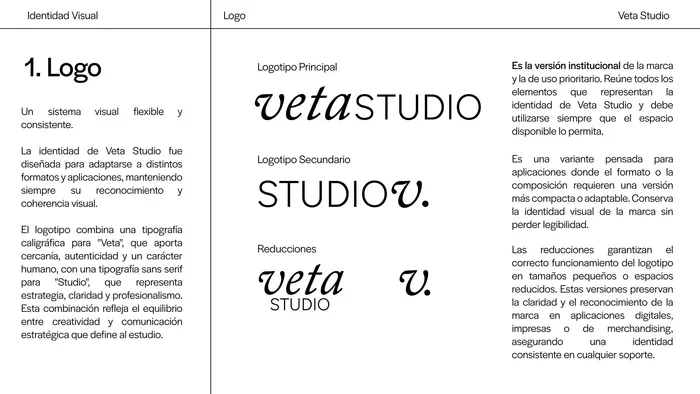 Identidad Visual
Logo
Veta Studio
1. Logo
Un sistema visual flexible y
consistente.
La identidad de Veta Studio fue
diseñada para adaptarse a distintos
formatos y aplicaciones, manteniendo
siempre su reconocimiento y
coherencia visual.
El logotipo combina una tipografía
caligráfica para "Veta", que aporta
cercanía, autenticidad y un carácter
humano, con una tipografía sans serif
para "Studio", que representa
estrategia, claridad y profesionalismo.
Esta combinación refleja el equilibrio
entre creatividad y comunicación
estratégica que define al estudio.
Logotipo Principal
veta STUDIO
Logotipo Secundario
STUDIO v.
Reducciones
veta
STUDIO
v.
Es la versión institucional de la marca
y la de uso prioritario. Reúne todos los
elementos que representan la
identidad de Veta Studio y debe
utilizarse siempre que el espacio
disponible lo permita.
Es una variante pensada para
aplicaciones donde el formato o la
composición requieren una versión
más compacta o adaptable. Conserva
la identidad visual de la marca sin
perder legibilidad.
Las reducciones garantizan el
correcto funcionamiento del logotipo
en tamaños pequeños o espacios
reducidos. Estas versiones preservan
la claridad y el reconocimiento de la
marca en aplicaciones digitales,
impresas o de merchandising,
asegurando una identidad
consistente en cualquier soporte.